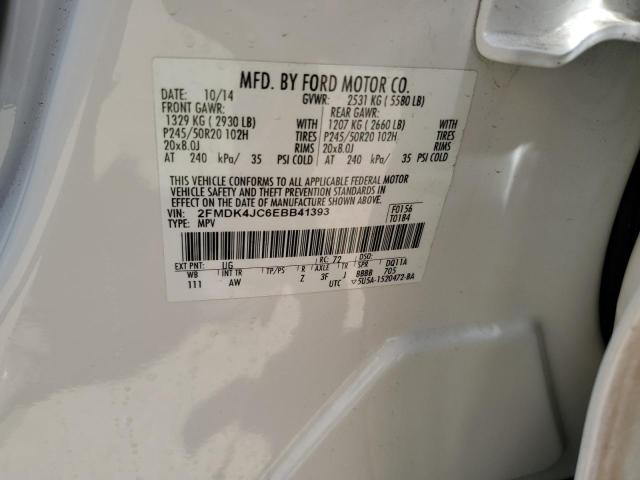 MFD. BY FORD MOTOR CO.
DATE: 10/14 GVWR: 2531 KG ( 5580 LB)
FRONT GAWR: REAR GAWR:
1329 KG ( 2930 LB) WITH 1207 KG ( 2660 LB) WITH
P245/50R20 102H TIRES P245/50R20 102H TIRES
20x8.0J RIMS 20x8.0J RIMS
AT 240 kPa/ 35 PSI COLD AT 240 kPa/ 35 PSI COLD
THIS VEHICLE CONFORMS TO ALL APPLICABLE FEDERAL MOTOR
VEHICLE SAFETY AND THEFT PREVENTION STANDARDS IN EFFECT
ON THE DATE OF MANUFACTURE SHOWN ABOVE.
VIN: 2FMDK4JC6EBB41393 F0156
TYPE: MPV T0184
EXT PNT: UG RC: 72 DSO:
WB INT TR TP/PS R AXLE TR SPR DQ11A
111 AW Z 3F J BBBB 705
UTC ▽5U5A-1520472-BA